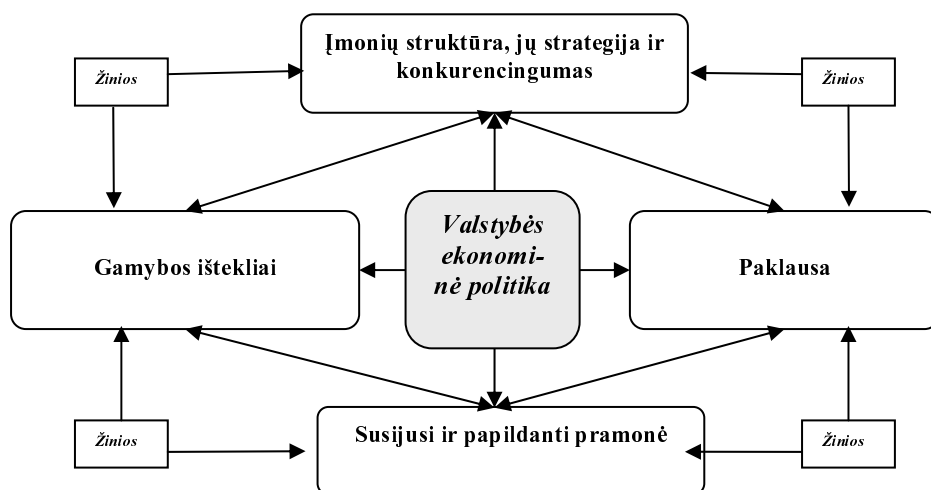 Įmonių struktūra, jų strategija ir
konkurencingumas
Žinios
Žinios
Valstybės
ekonomi-
nė politika
Gamybos ištekliai
Paklausa
Susijusi ir papildanti pramonė
Žinios
Žinios